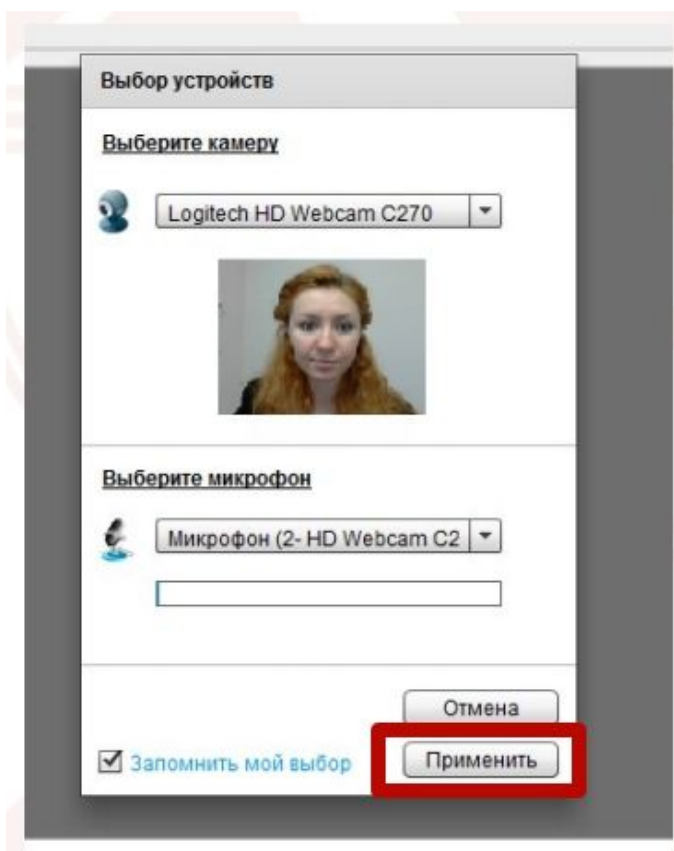 Выбор устройств
Выберите камеру
Logitech HD Webcam C270
Выберите микрофон
Микрофон (2- HD Webcam C2
Отмена
Запомнить мой выбор
Применить